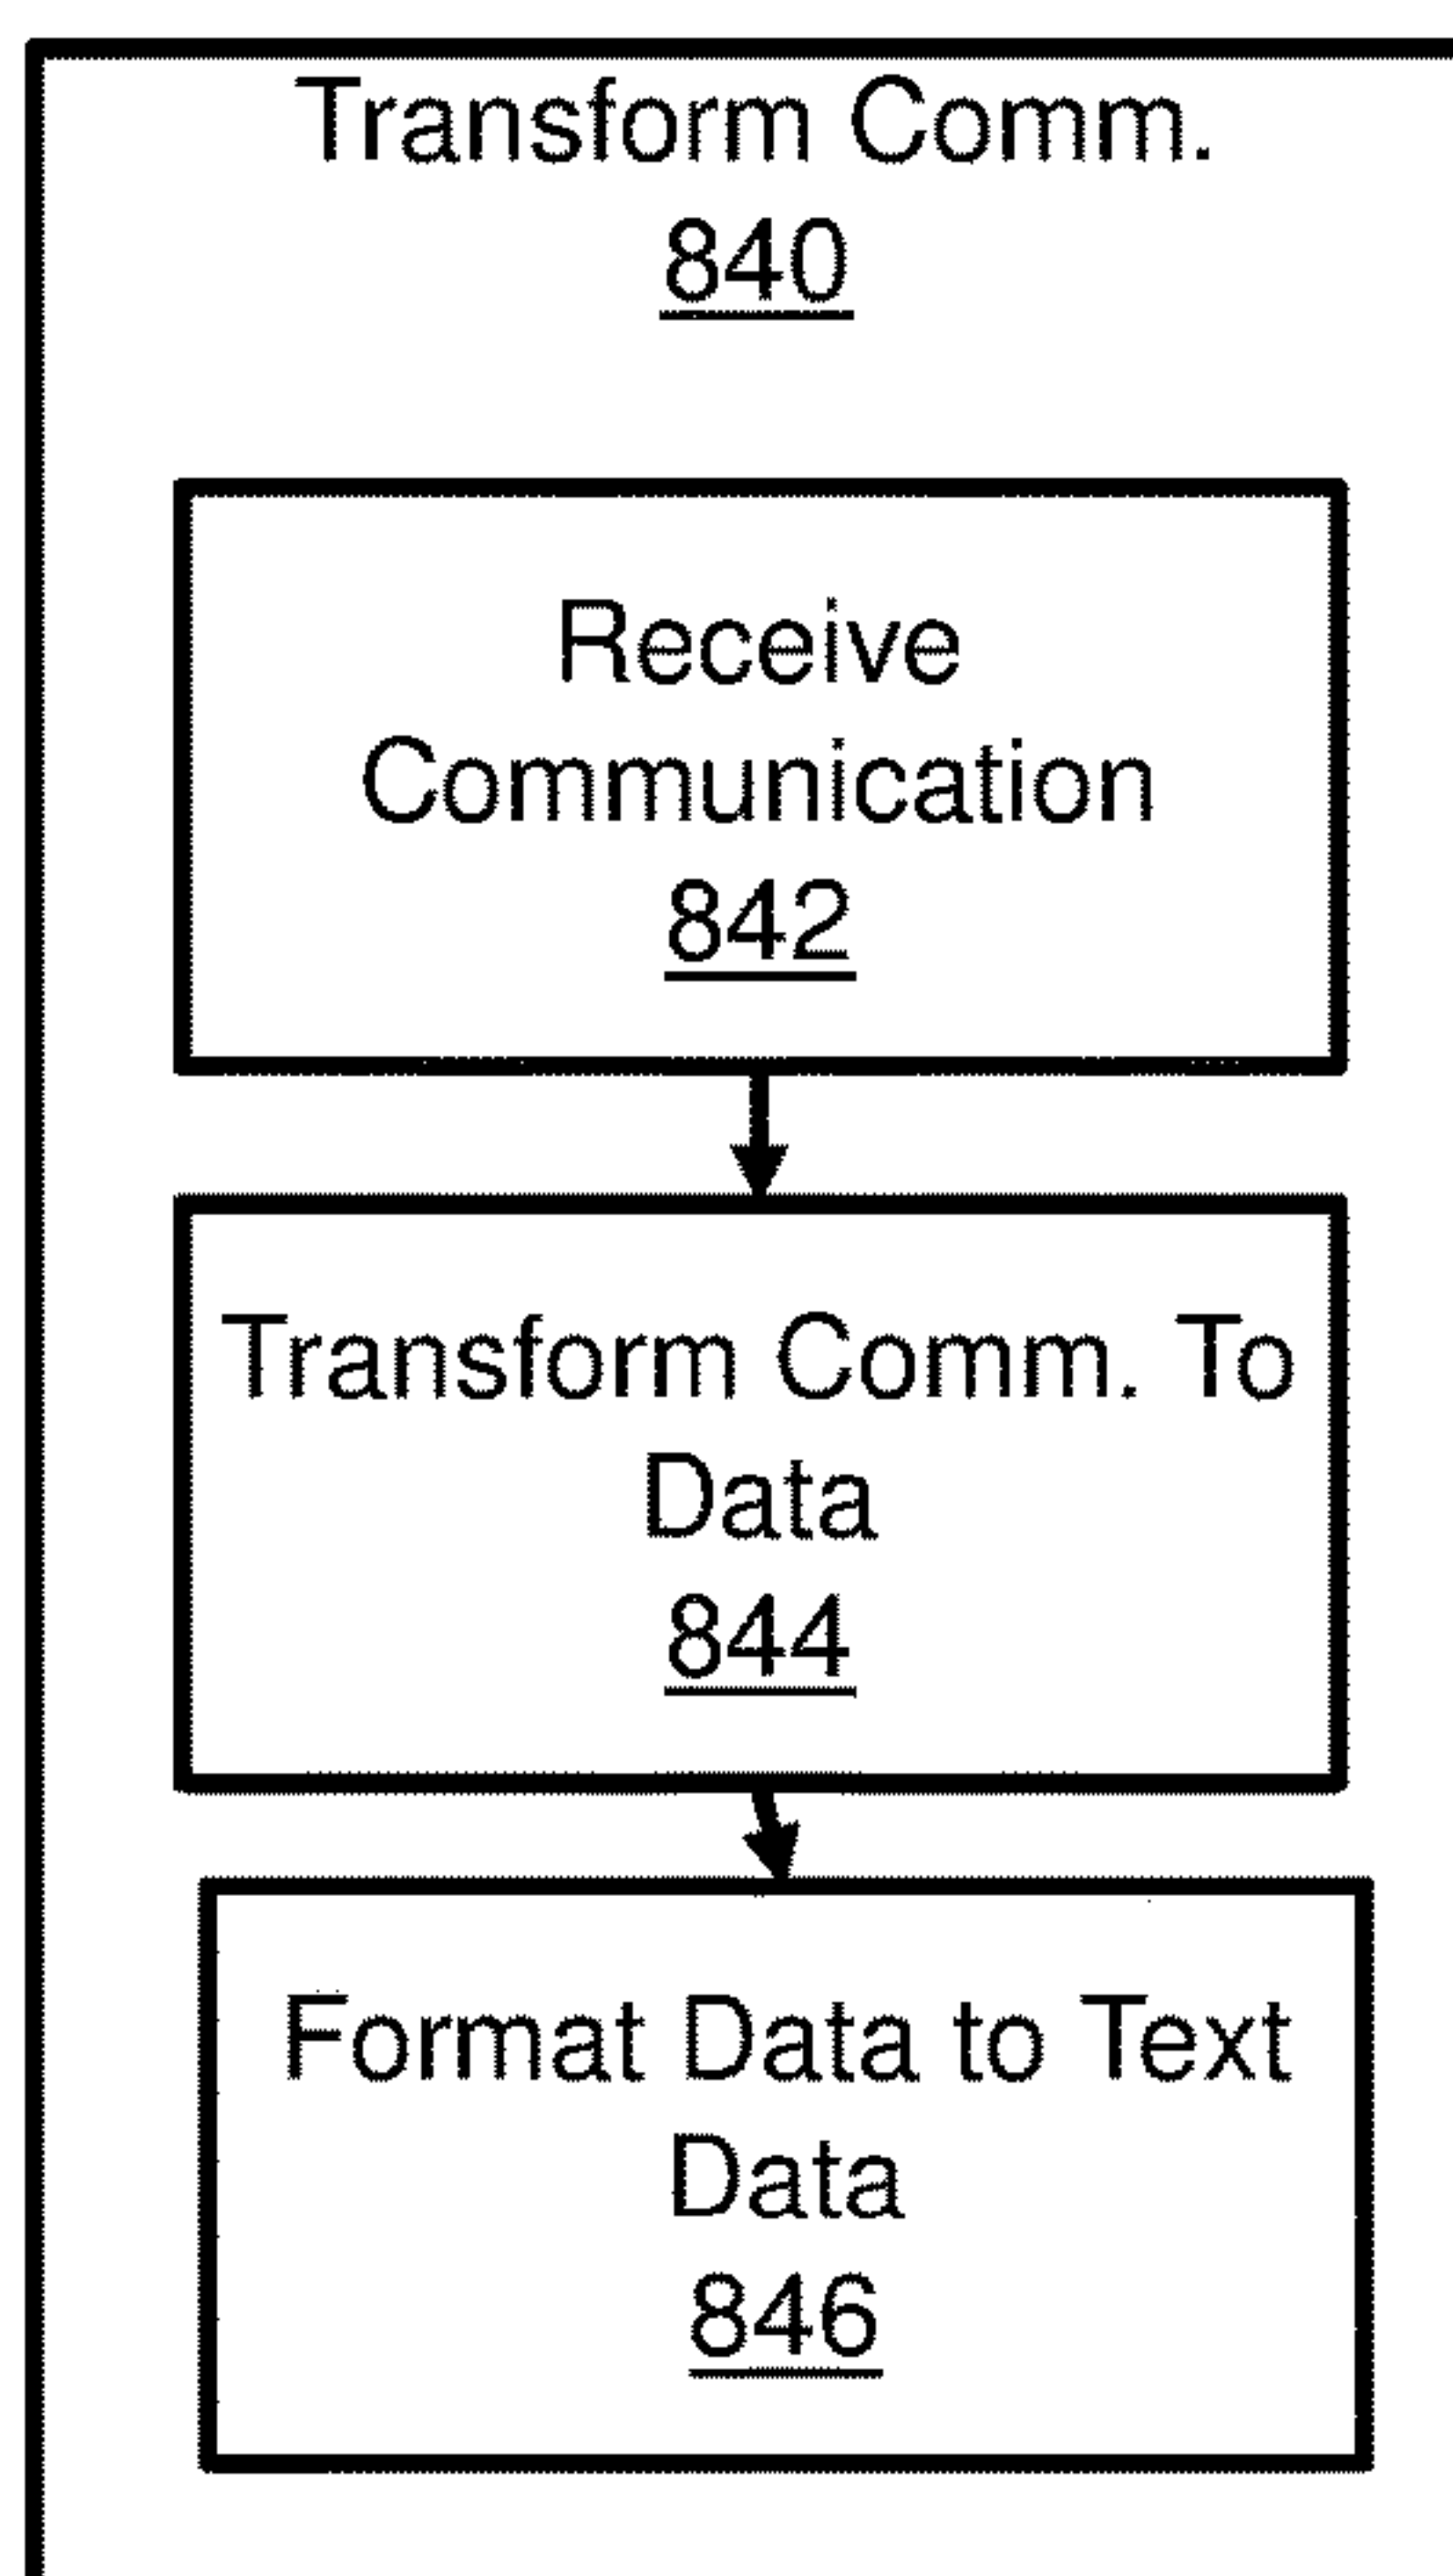 Transform Comm.
840
Receive
Communication
842
Transform Comm. To
Data
844
Format Data to Text
Data
846